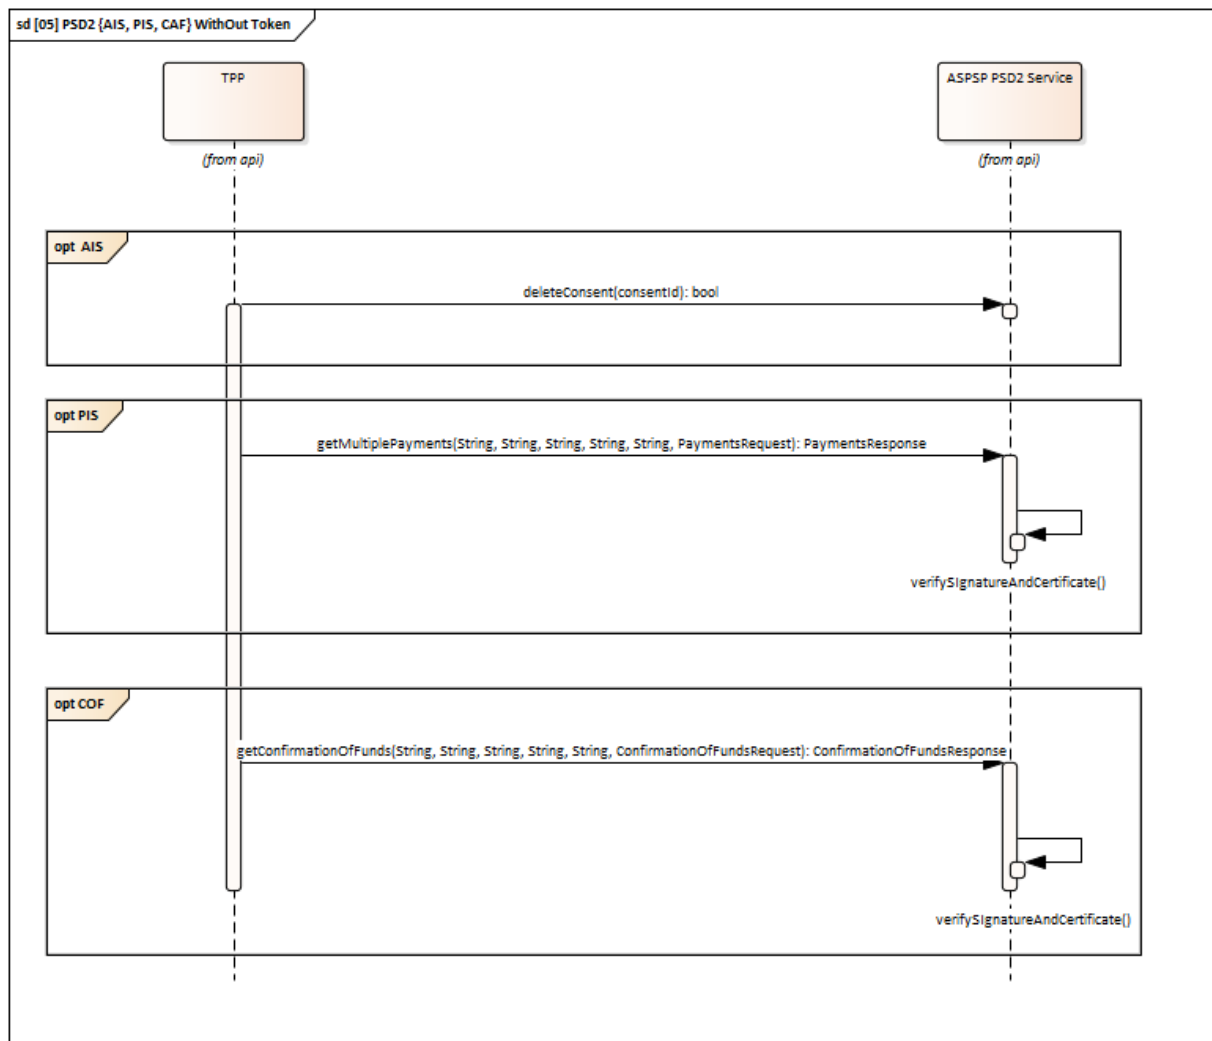 sd [05] PSD2 {AIS, PIS, CAF} WithOut Token
TPP
ASPSP PSD2 Service
(from api)
(from api)
opt AIS
deleteConsent(consentId): bool
opt PIS
getMultiplePayments(String, String, String, String, String, PaymentsRequest): PaymentsResponse
verifySIgnatureAndCertificate()
opt COF
getConfirmationOfFunds(String, String, String, String, String, ConfirmationOfFundsRequest): ConfirmationOfFundsResponse
verifySIgnatureAndCertificate()